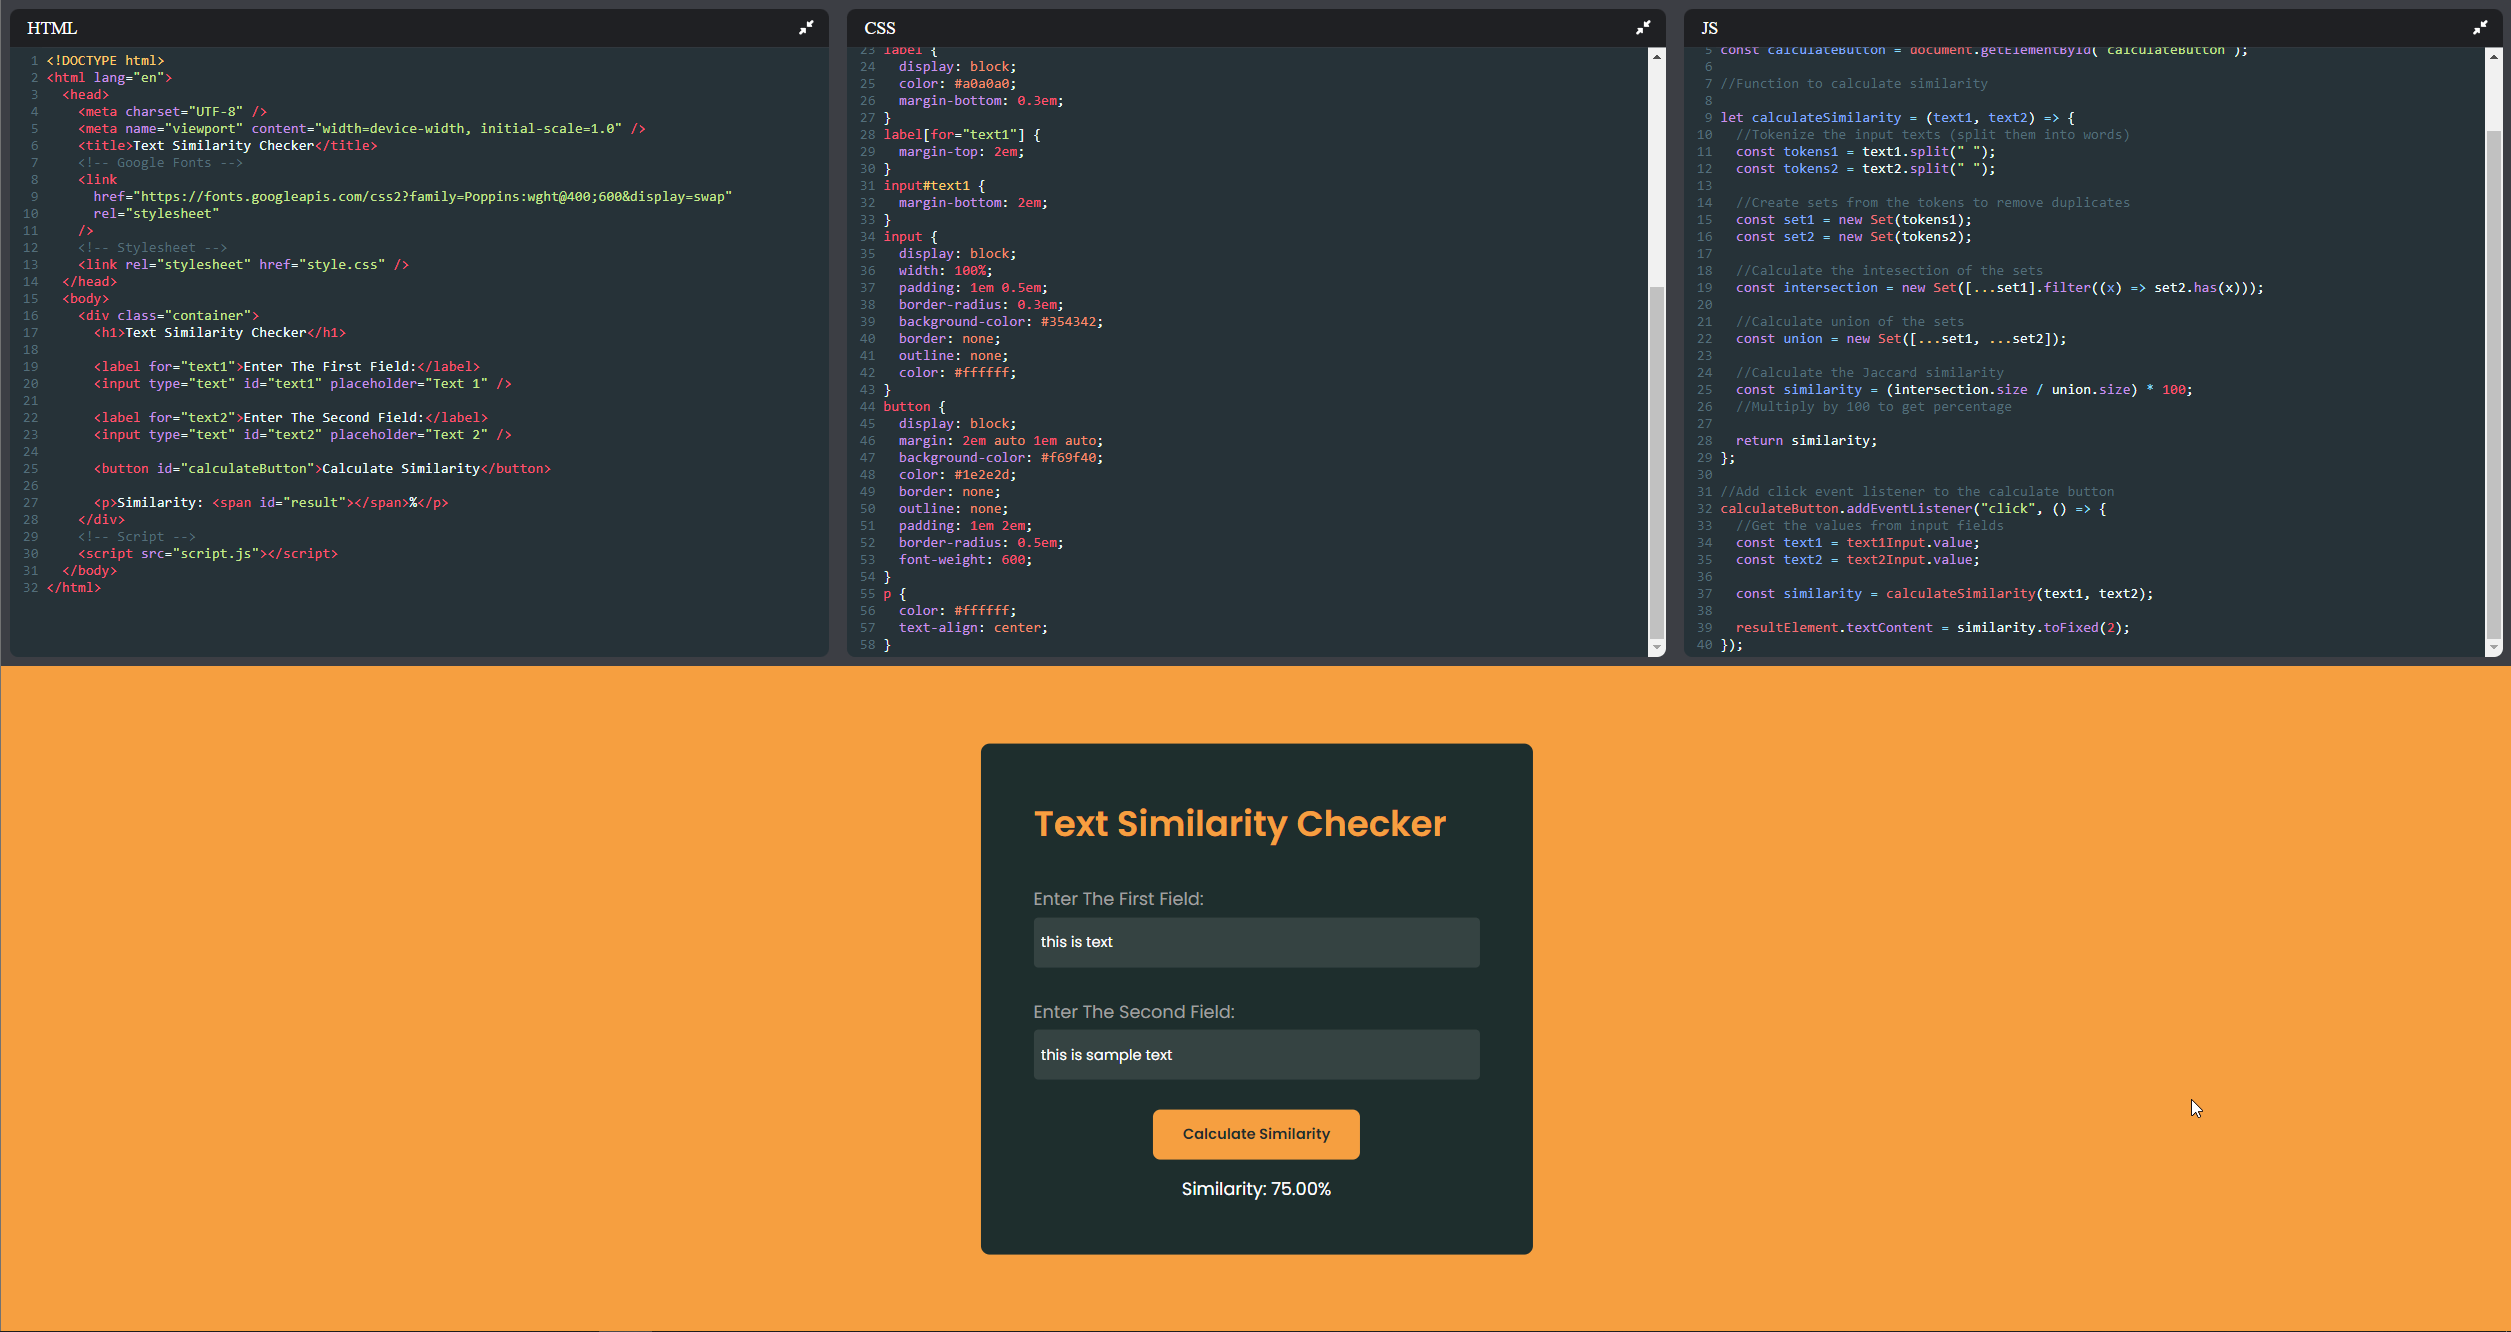 HTML
1 <!DOCTYPE html>
2 <html lang="en">
3   <head>
4     <meta charset="UTF-8" />
5     <meta name="viewport" content="width=device-width, initial-scale=1.0" />
6     <title>Text Similarity Checker</title>
7     <!-- Google Fonts -->
8     <link
9       href="https://fonts.googleapis.com/css2?family=Poppins:wght@400;600&display=swap"
10       rel="stylesheet"
11     />
12     <!-- Stylesheet -->
13     <link rel="stylesheet" href="style.css" />
14   </head>
15   <body>
16     <div class="container">
17       <h1>Text Similarity Checker</h1>
18
19       <label for="text1">Enter The First Field:</label>
20       <input type="text" id="text1" placeholder="Text 1" />
21
22       <label for="text2">Enter The Second Field:</label>
23       <input type="text" id="text2" placeholder="Text 2" />
24
25       <button id="calculateButton">Calculate Similarity</button>
26
27       <p>Similarity: <span id="result"></span>%</p>
28     </div>
29     <!-- Script -->
30     <script src="script.js"></script>
31   </body>
32 </html>
CSS
23 label {
24   display: block;
25   color: #a0a0a0;
26   margin-bottom: 0.3em;
27 }
28 label[for="text1"] {
29   margin-top: 2em;
30 }
31 input#text1 {
32   margin-bottom: 2em;
33 }
34 input {
35   display: block;
36   width: 100%;
37   padding: 1em 0.5em;
38   border-radius: 0.3em;
39   background-color: #354342;
40   border: none;
41   outline: none;
42   color: #ffffff;
43 }
44 button {
45   display: block;
46   margin: 2em auto 1em auto;
47   background-color: #f69f40;
48   color: #1e2e2d;
49   border: none;
50   outline: none;
51   padding: 1em 2em;
52   border-radius: 0.5em;
53   font-weight: 600;
54 }
55 p {
56   color: #ffffff;
57   text-align: center;
58 }
JS
5 const calculateButton = document.getElementById("calculateButton");
6
7 //Function to calculate similarity
8
9 let calculateSimilarity = (text1, text2) => {
10   //Tokenize the input texts (split them into words)
11   const tokens1 = text1.split(" ");
12   const tokens2 = text2.split(" ");
13
14   //Create sets from the tokens to remove duplicates
15   const set1 = new Set(tokens1);
16   const set2 = new Set(tokens2);
17
18   //Calculate the intesection of the sets
19   const intersection = new Set([...set1].filter((x) => set2.has(x)));
20
21   //Calculate union of the sets
22   const union = new Set([...set1, ...set2]);
23
24   //Calculate the Jaccard similarity
25   const similarity = (intersection.size / union.size) * 100;
26   //Multiply by 100 to get percentage
27
28   return similarity;
29 };
30
31 //Add click event listener to the calculate button
32 calculateButton.addEventListener("click", () => {
33   //Get the values from input fields
34   const text1 = text1Input.value;
35   const text2 = text2Input.value;
36
37   const similarity = calculateSimilarity(text1, text2);
38
39   resultElement.textContent = similarity.toFixed(2);
40 });
Text Similarity Checker
Enter The First Field:
this is text
Enter The Second Field:
this is sample text
Calculate Similarity
Similarity: 75.00%